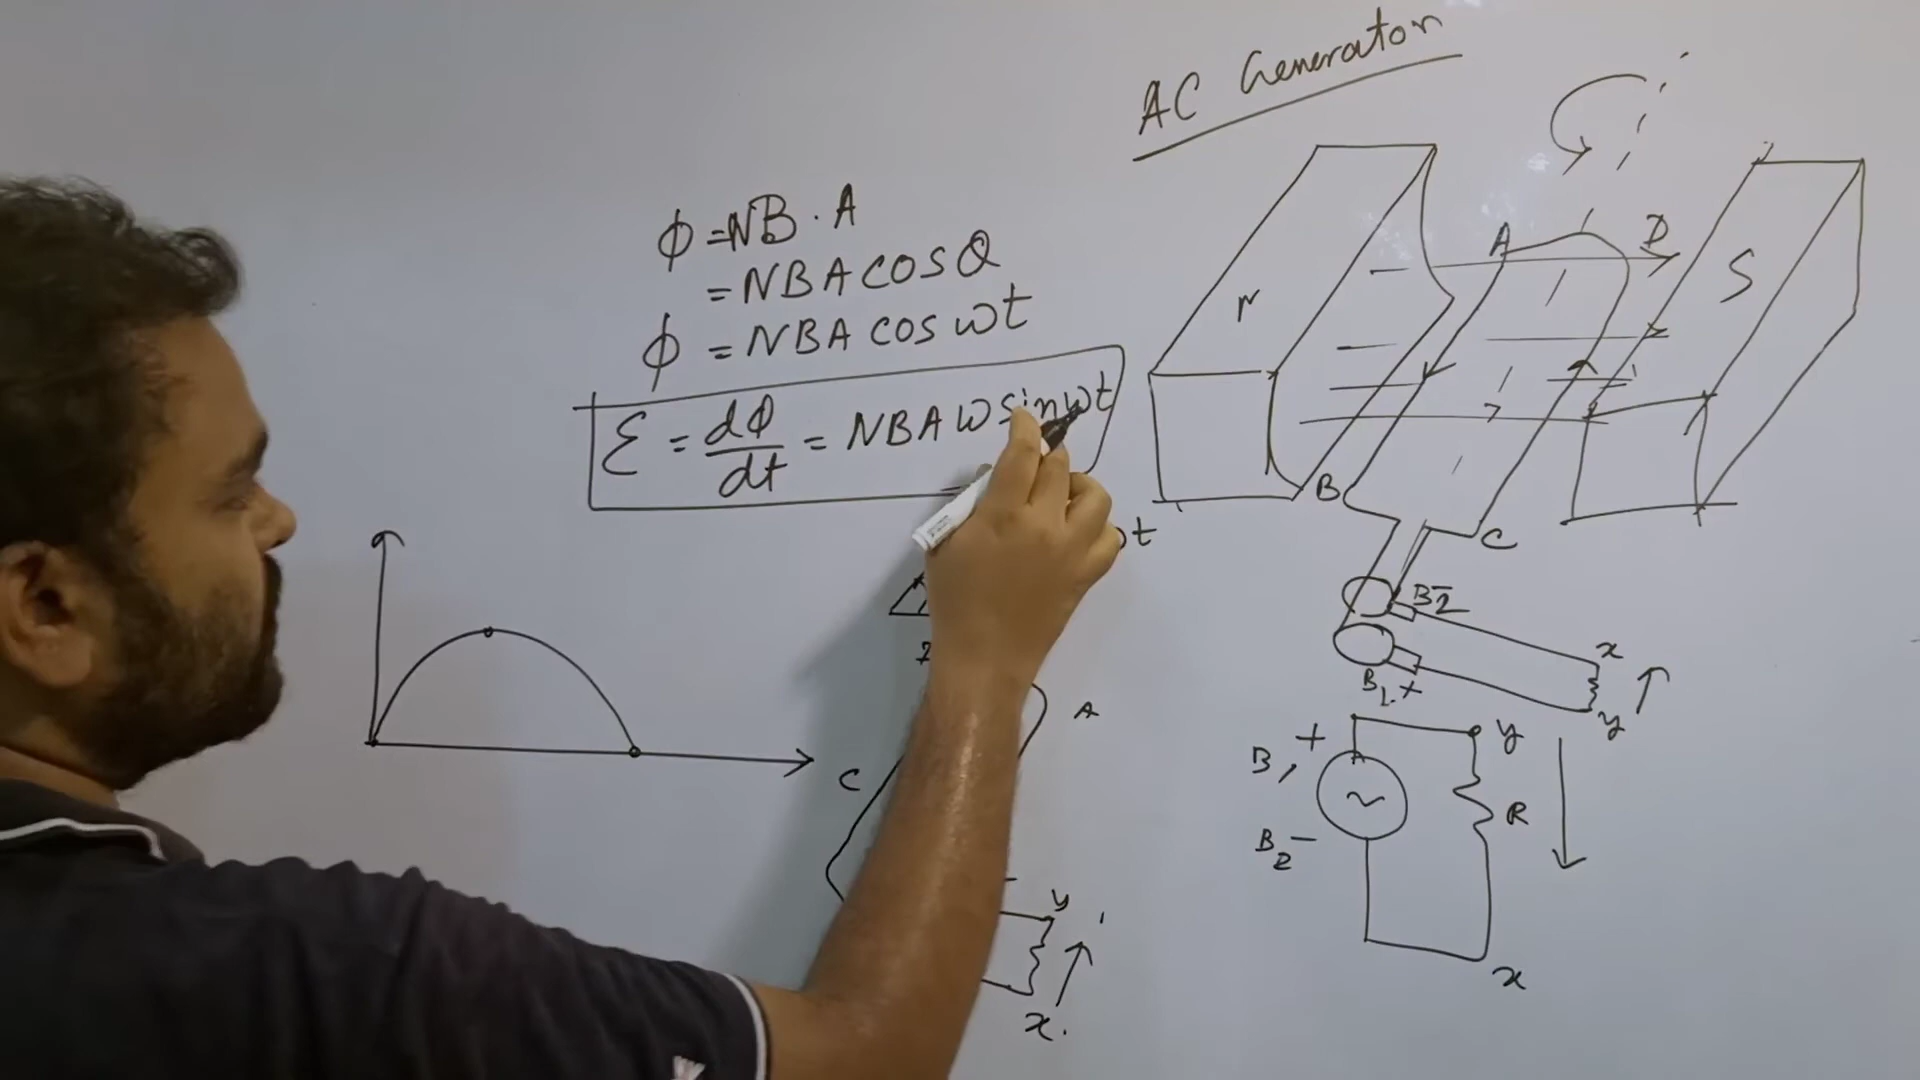 AC Generator
ϕ = NB . A
= NBA cos θ
ϕ = NBA cos ωt
ε = dϕ/dt = NBA ω sin ωt
t
N
S
A
D
B
C
B2 -
B1 +
x
y
B1 +
B2 -
y
R
x
A
C
y
x